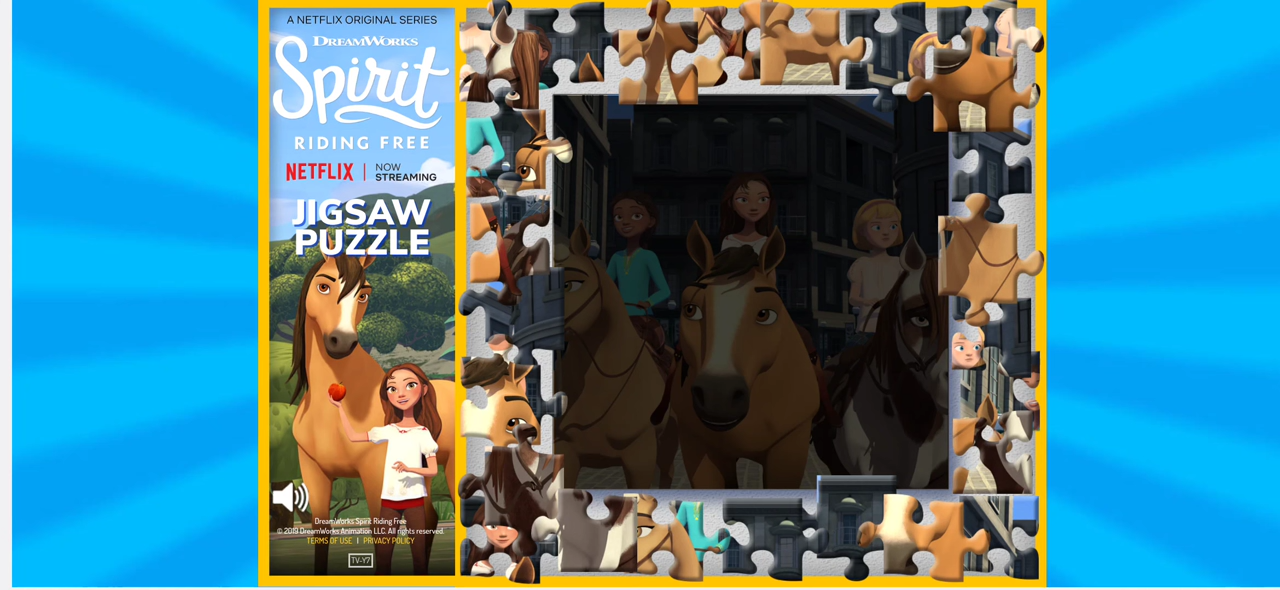 A NETFLIX ORIGINAL SERIES
DREAMWORKS
Spirit
RIDING FREE
NETFLIX | NOW
STREAMING
JIGSAW
PUZZLE
DreamWorks Spirit Riding Free
© 2019 DreamWorks Animation LLC. All rights reserved.
TERMS OF USE | PRIVACY POLICY
TV-Y7